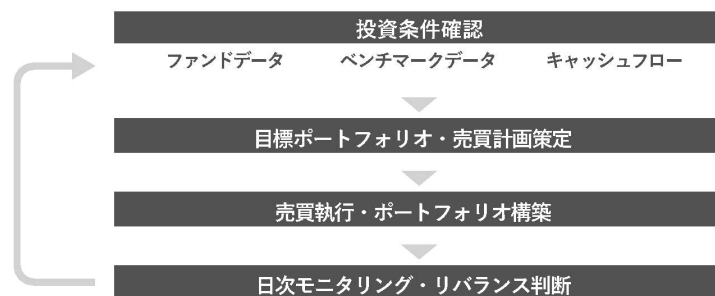 投資条件確認
ファンドデータ ベンチマークデータ キャッシュフロー
目標ポートフォリオ・売買計画策定
売買執行・ポートフォリオ構築
日次モニタリング・リバランス判断